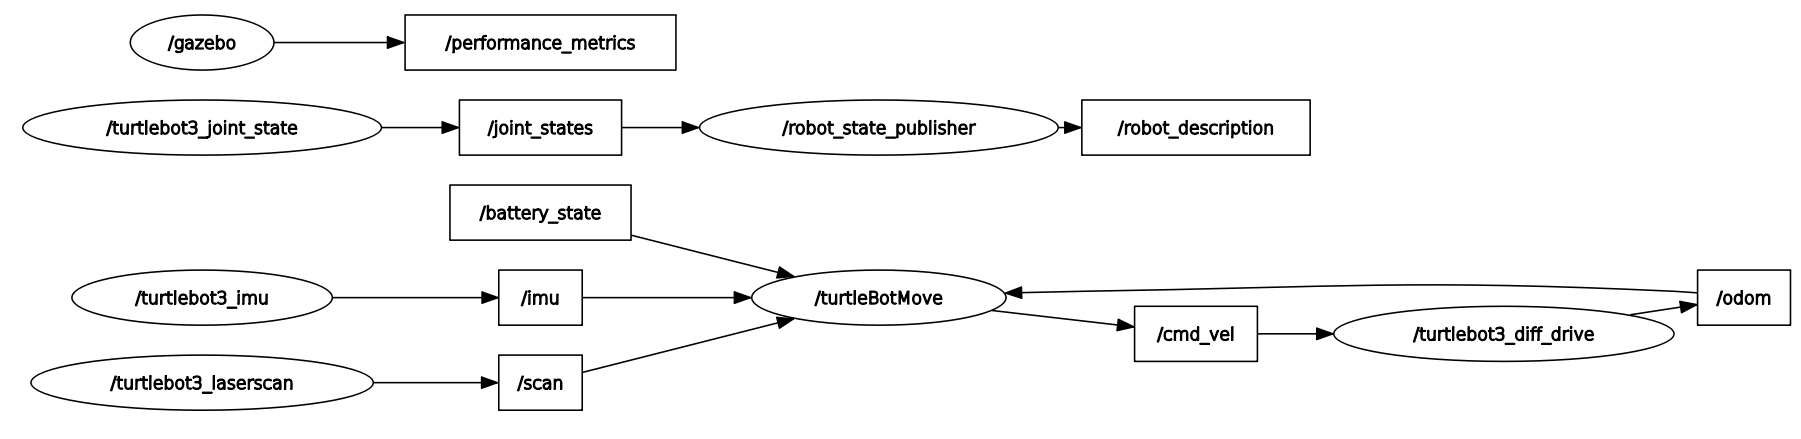 /gazebo
/performance_metrics
/turtlebot3_joint_state
/joint_states
/robot_state_publisher
/robot_description
/battery_state
/turtlebot3_imu
/imu
/turtleBotMove
/odom
/cmd_vel
/turtlebot3_diff_drive
/turtlebot3_laserscan
/scan